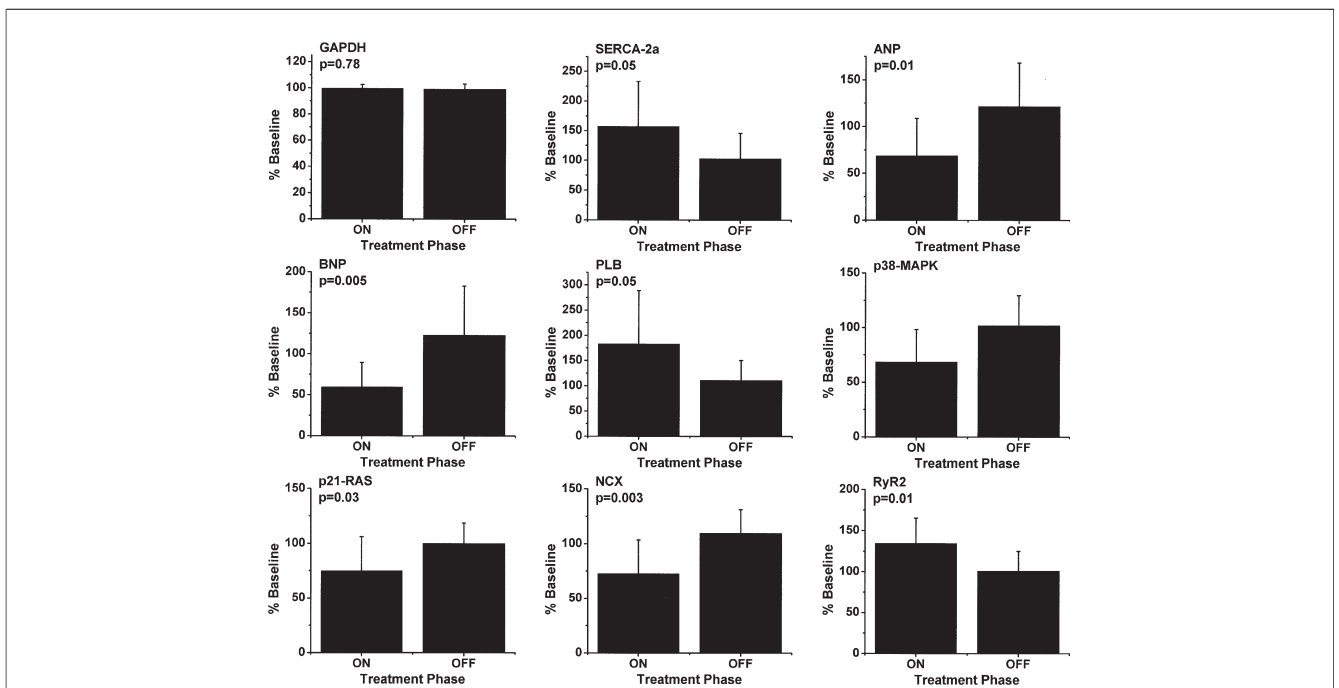 GAPDH
p=0.78
% Baseline
120
100
80
60
40
20
0
ON OFF
Treatment Phase
SERCA-2a
p=0.05
% Baseline
250
200
150
100
50
0
ON OFF
Treatment Phase
ANP
p=0.01
% Baseline
150
100
50
0
ON OFF
Treatment Phase
BNP
p=0.005
% Baseline
200
150
100
50
0
ON OFF
Treatment Phase
PLB
p=0.05
% Baseline
300
250
200
150
100
50
0
ON OFF
Treatment Phase
p38-MAPK
% Baseline
150
100
50
0
ON OFF
Treatment Phase
p21-RAS
p=0.03
% Baseline
150
100
50
0
ON OFF
Treatment Phase
NCX
p=0.003
% Baseline
150
100
50
0
ON OFF
Treatment Phase
RyR2
p=0.01
% Baseline
200
150
100
50
0
ON OFF
Treatment Phase